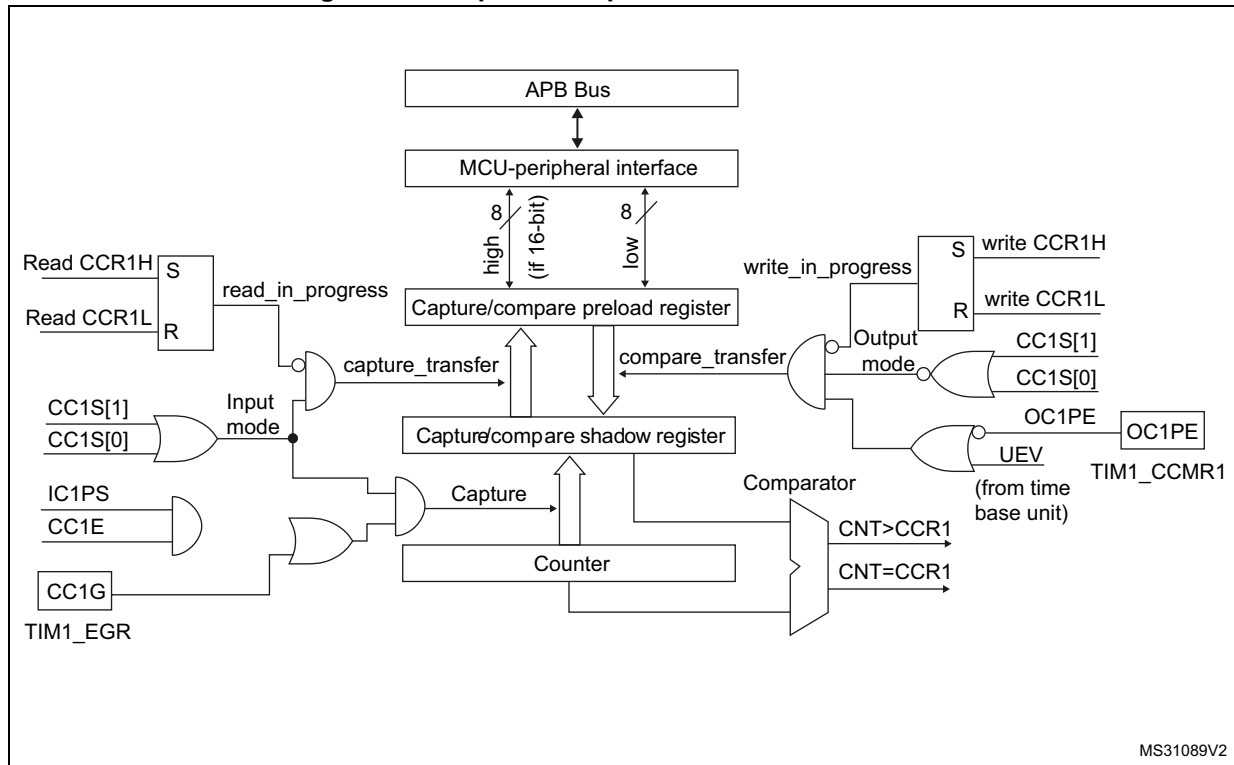 APB Bus
MCU-peripheral interface
8
high
(if 16-bit)
8
low
Read CCR1H
S
read_in_progress
Read CCR1L
R
write_in_progress
S
write CCR1H
R
write CCR1L
Capture/compare preload register
capture_transfer
compare_transfer
Output
mode
CC1S[1]
CC1S[0]
CC1S[1]
CC1S[0]
Input
mode
Capture/compare shadow register
OC1PE
OC1PE
UEV
TIM1_CCMR1
(from time
base unit)
IC1PS
CC1E
Capture
Comparator
CNT>CCR1
Counter
CNT=CCR1
CC1G
TIM1_EGR
MS31089V2